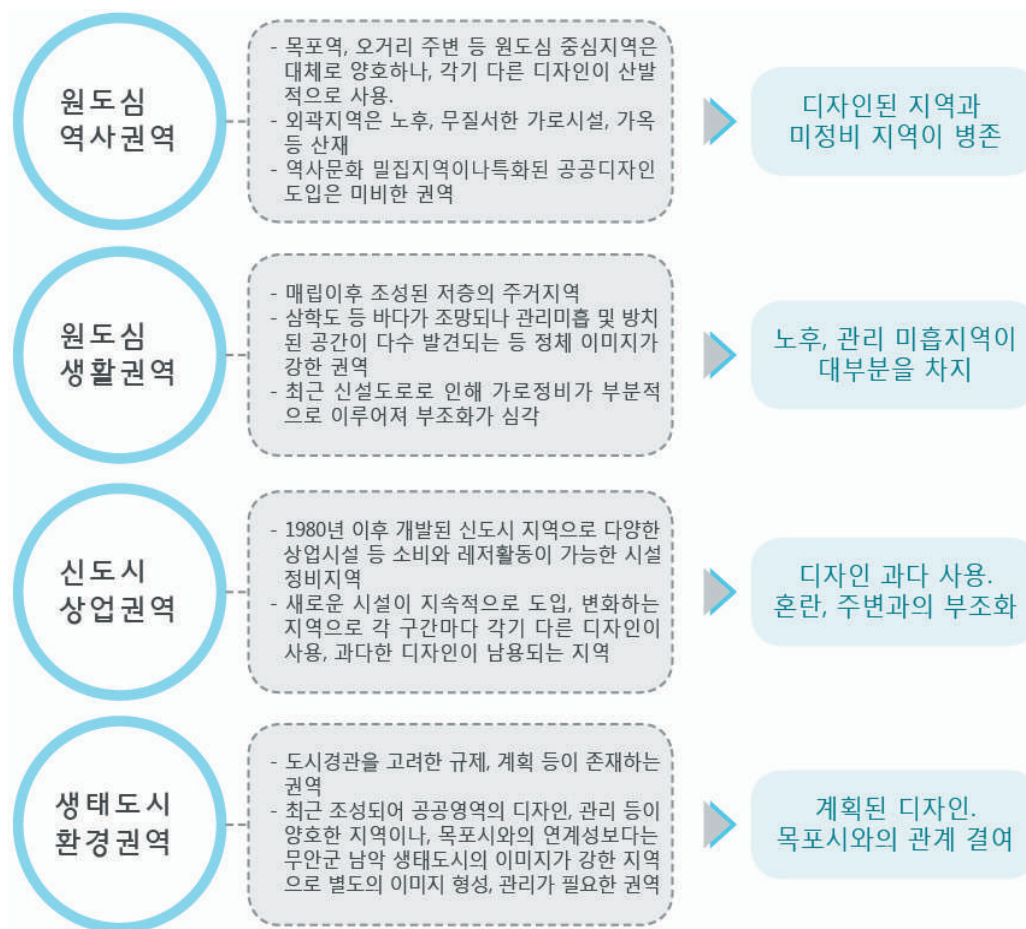 원도심
역사권역
- 목포역, 오거리 주변 등 원도심 중심지역은
대체로 양호하나, 각기 다른 디자인이 산발
적으로 사용.
- 외곽지역은 노후, 무질서한 가로시설, 가옥
등 산재
- 역사문화 밀집지역이나특화된 공공디자인
도입은 미비한 권역
디자인된 지역과
미정비 지역이 병존
원도심
생활권역
- 매립이후 조성된 저층의 주거지역
- 삼학도 등 바다가 조망되나 관리미흡 및 방치
된 공간이 다수 발견되는 등 정체 이미지가
강한 권역
- 최근 신설도로로 인해 가로정비가 부분적
으로 이루어져 부조화가 심각
노후, 관리 미흡지역이
대부분을 차지
신도시
상업권역
- 1980년 이후 개발된 신도시 지역으로 다양한
상업시설 등 소비와 레저활동이 가능한 시설
정비지역
- 새로운 시설이 지속적으로 도입, 변화하는
지역으로 각 구간마다 각기 다른 디자인이
사용, 과다한 디자인이 남용되는 지역
디자인 과다 사용.
혼란, 주변과의 부조화
생태도시
환경권역
- 도시경관을 고려한 규제, 계획 등이 존재하는
권역
- 최근 조성되어 공공영역의 디자인, 관리 등이
양호한 지역이나, 목포시와의 연계성보다는
무안군 남악 생태도시의 이미지가 강한 지역
으로 별도의 이미지 형성, 관리가 필요한 권역
계획된 디자인.
목포시와의 관계 결여